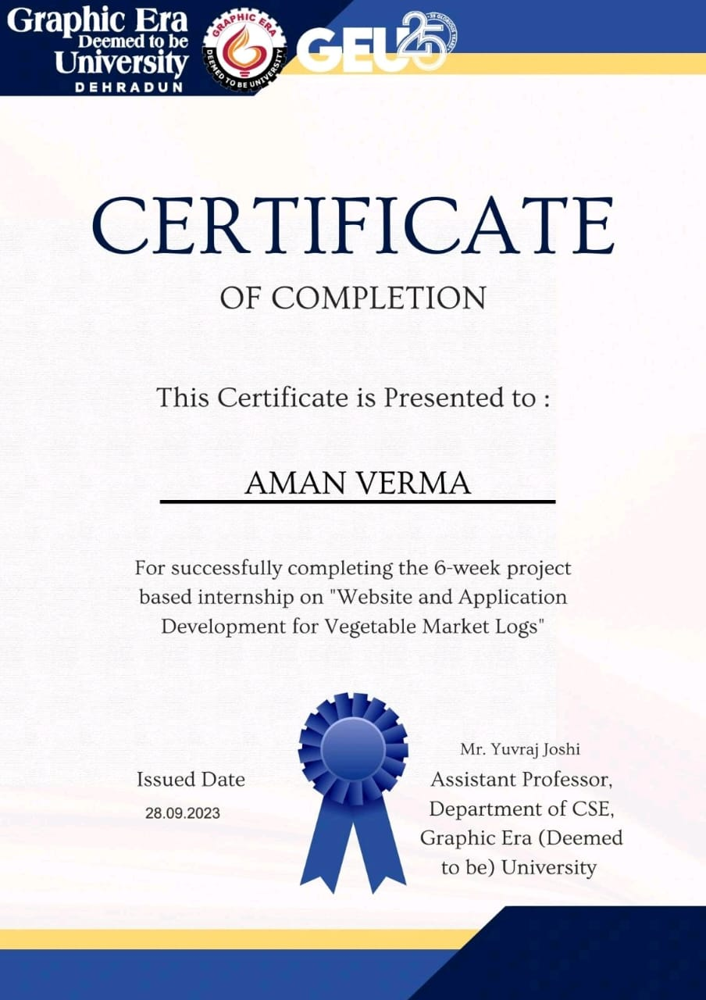 Graphic Era
Deemed to be
University
DEHRADUN
GRAPHIC ERA
DEEMED TO BE UNIVERSITY
GEU 25
CERTIFICATE
OF COMPLETION
This Certificate is Presented to :
AMAN VERMA
For successfully completing the 6-week project
based internship on "Website and Application
Development for Vegetable Market Logs"
Issued Date
28.09.2023
Mr. Yuvraj Joshi
Assistant Professor,
Department of CSE,
Graphic Era (Deemed
to be) University